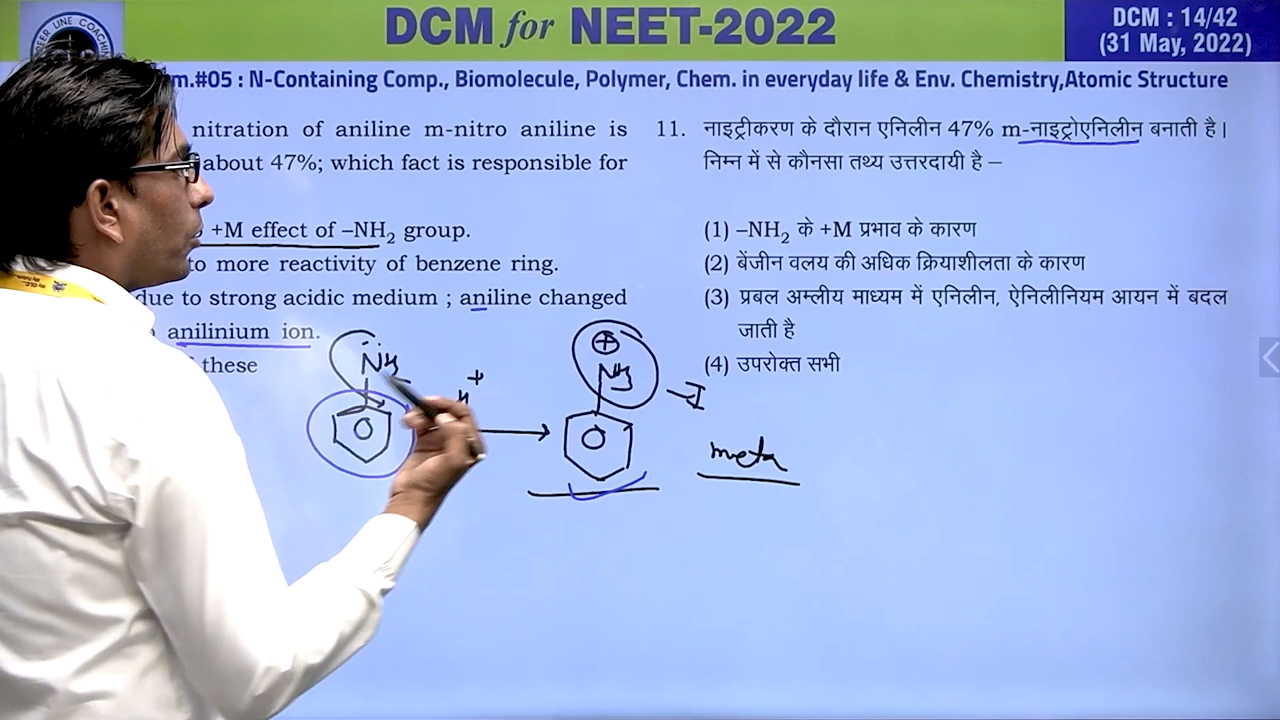 DCM for NEET-2022
DCM : 14/42
(31 May, 2022)
m.#05 : N-Containing Comp., Biomolecule, Polymer, Chem. in everyday life & Env. Chemistry,Atomic Structure
nitration of aniline m-nitro aniline is
about 47%; which fact is responsible for
+M effect of –NH₂ group.
to more reactivity of benzene ring.
due to strong acidic medium ; aniline changed
anilinium ion.
these
11. नाइट्रीकरण के दौरान एनिलीन 47% m-नाइट्रोएनिलीन बनाती है।
निम्न में से कौनसा तथ्य उत्तरदायी है –
(1) –NH₂ के +M प्रभाव के कारण
(2) बेंजीन वलय की अधिक क्रियाशीलता के कारण
(3) प्रबल अम्लीय माध्यम में एनिलीन, ऐनिलीनियम आयन में बदल
जाती है
(4) उपरोक्त सभी
H⁺
⊕
NH₃
–I
meta